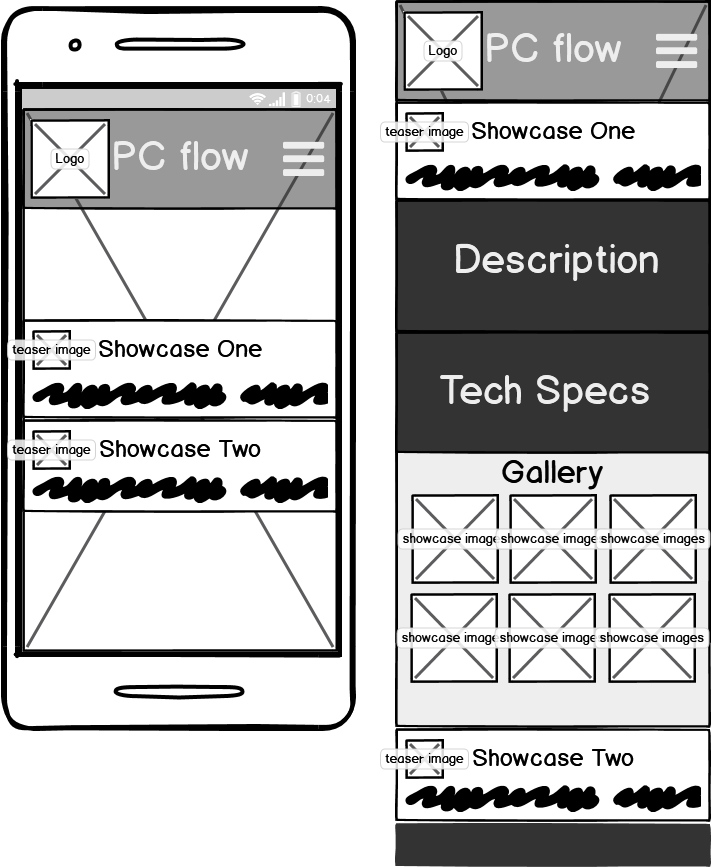 0:04
Logo
PC flow
teaser image
Showcase One
teaser image
Showcase Two
Logo
PC flow
teaser image
Showcase One
Description
Tech Specs
Gallery
showcase image showcase image showcase images
showcase image showcase image showcase images
teaser image
Showcase Two